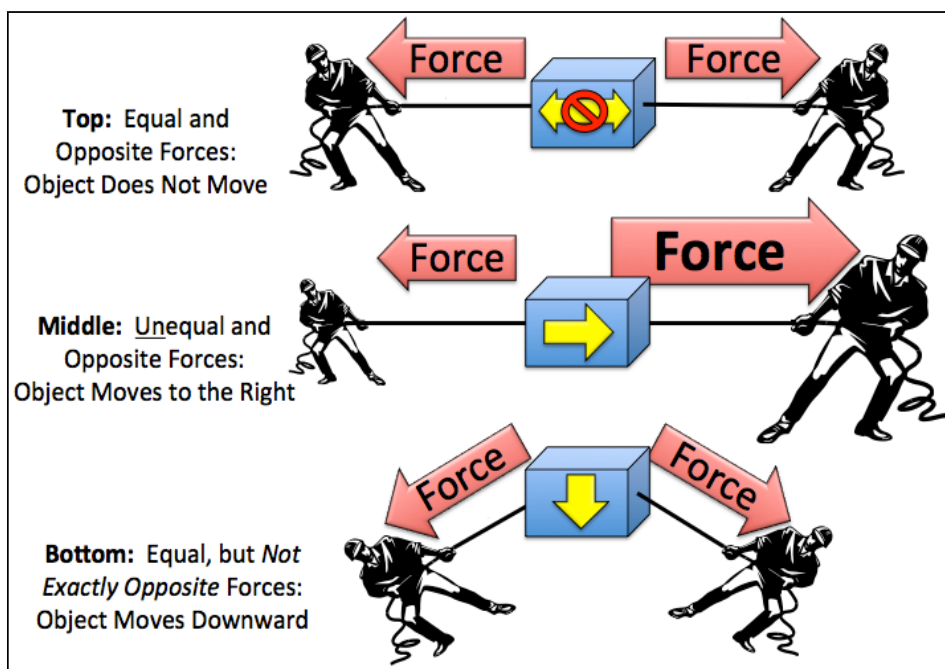 Force
Force
Top: Equal and
Opposite Forces:
Object Does Not Move
Force
Force
Middle: Unequal and
Opposite Forces:
Object Moves to the Right
Force
Force
Bottom: Equal, but Not
Exactly Opposite Forces:
Object Moves Downward